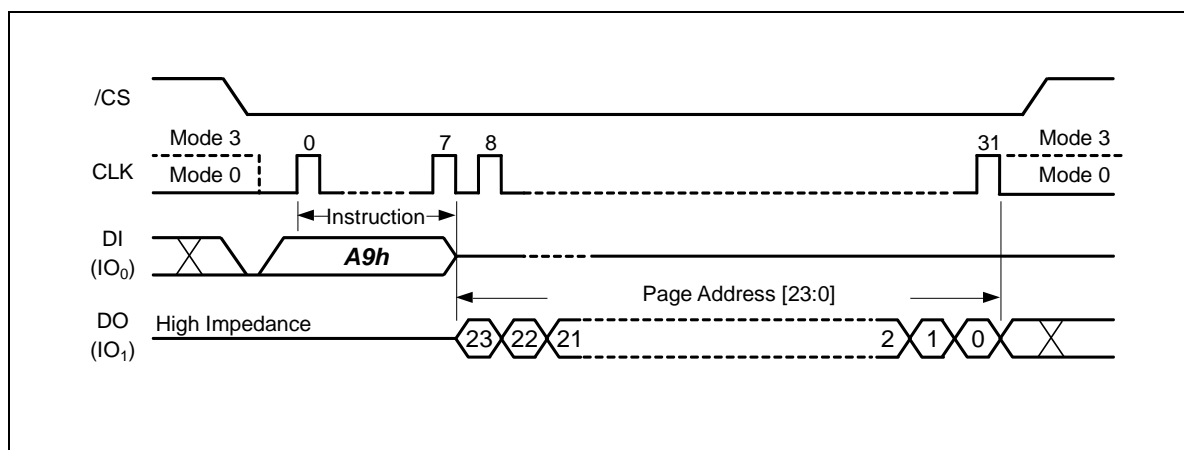 /CS
Mode 3 0 7 8 31 Mode 3
CLK Mode 0 Mode 0
Instruction
DI
(IO₀)
A9h
Page Address [23:0]
DO
(IO₁)
High Impedance
23 22 21 2 1 0